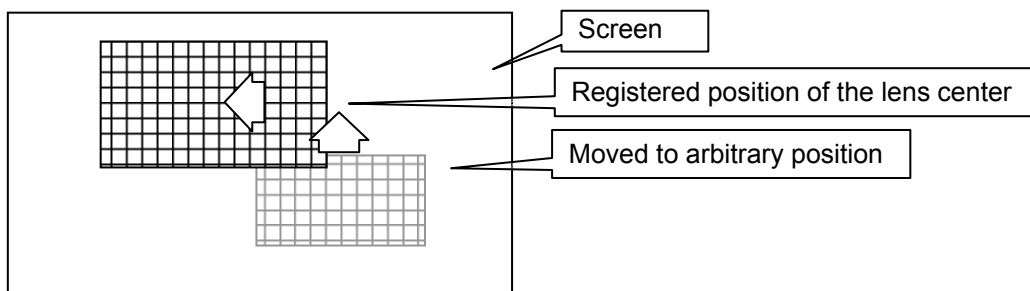 Screen
Registered position of the lens center
Moved to arbitrary position